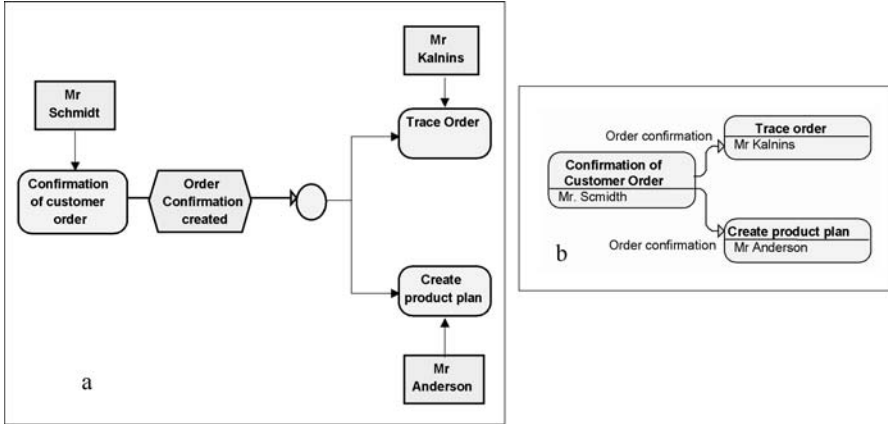 Mr
Schmidt
Confirmation
of customer
order
Order
Confirmation
created
Mr
Kalnins
Trace Order
Create
product plan
Mr
Anderson
a
Order confirmation
Trace order
Mr Kalnins
Confirmation of
Customer Order
Mr. Scmidth
Create product plan
Mr Anderson
Order confirmation
b